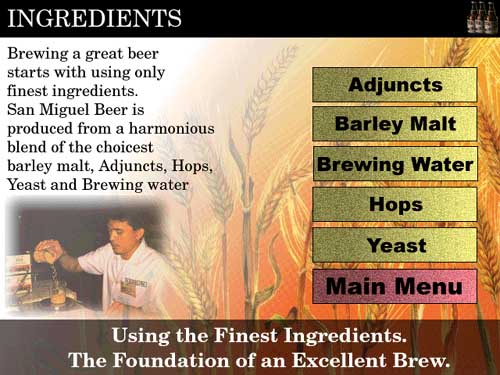 INGREDIENTS
Brewing a great beer
starts with using only
finest ingredients.
San Miguel Beer is
produced from a harmonious
blend of the choicest
barley malt, Adjuncts, Hops,
Yeast and Brewing water
Adjuncts
Barley Malt
Brewing Water
Hops
Yeast
Main Menu
Using the Finest Ingredients.
The Foundation of an Excellent Brew.